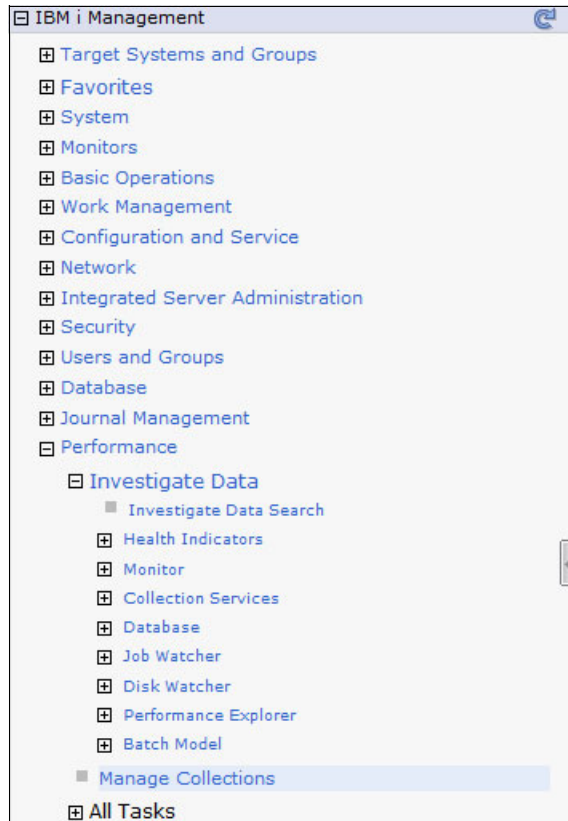 IBM i Management
Target Systems and Groups
Favorites
System
Monitors
Basic Operations
Work Management
Configuration and Service
Network
Integrated Server Administration
Security
Users and Groups
Database
Journal Management
Performance
Investigate Data
Investigate Data Search
Health Indicators
Monitor
Collection Services
Database
Job Watcher
Disk Watcher
Performance Explorer
Batch Model
Manage Collections
All Tasks